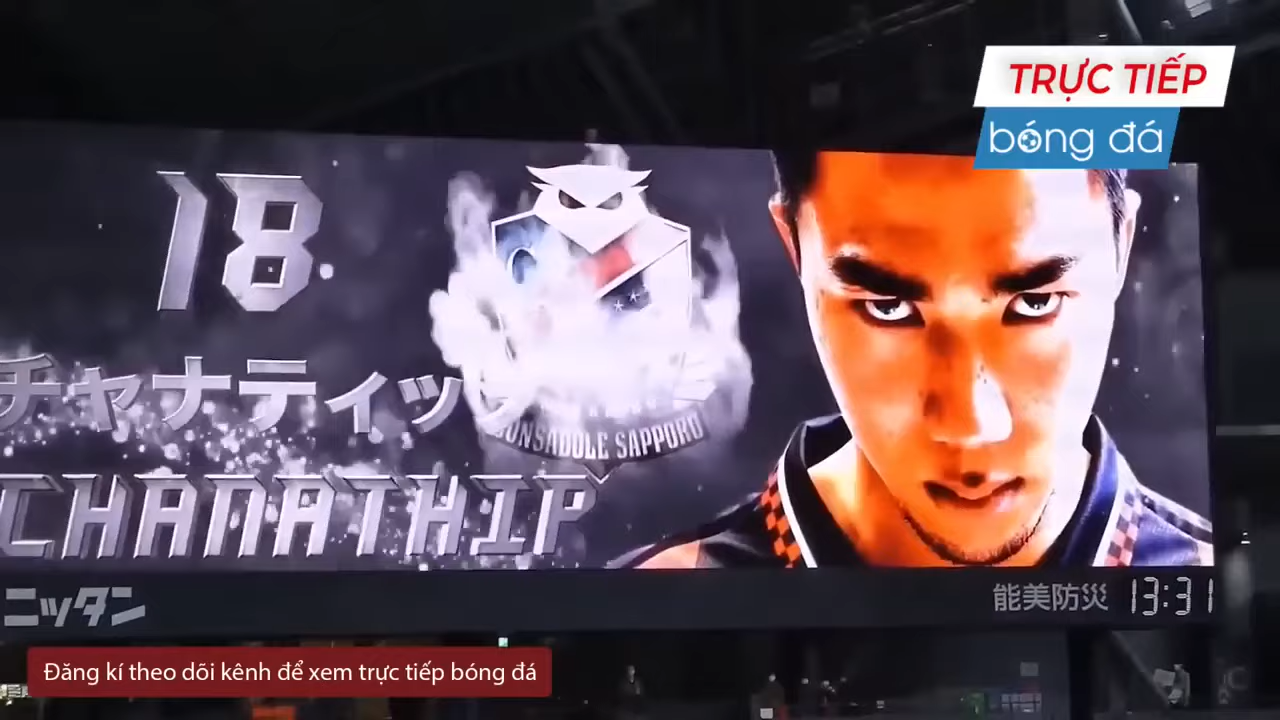 TRỰC TIẾP
bóng đá
18
チャナティップ
CHANATHIP
CONSADOLE SAPPORO
ニッタン
能美防災 13:31
Đăng kí theo dõi kênh để xem trực tiếp bóng đá